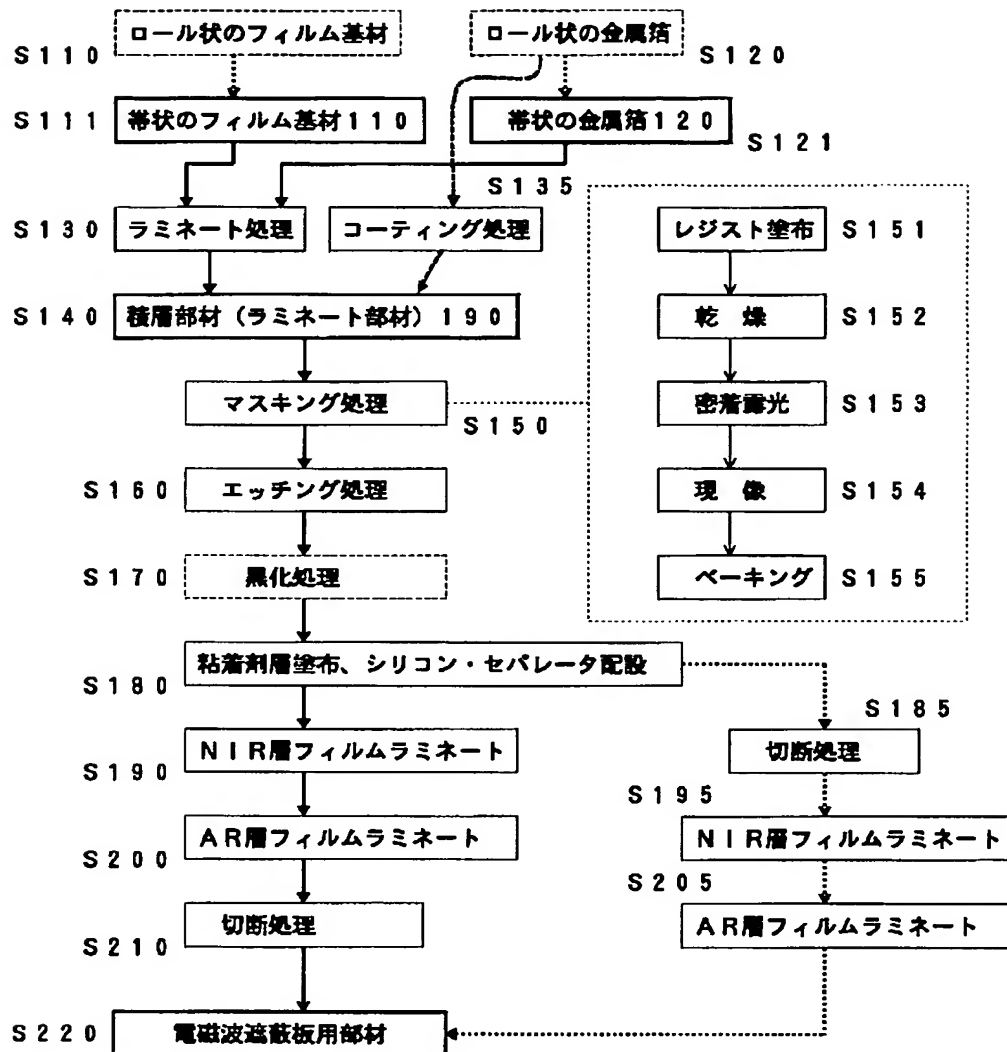 ロール状のフィルム基材
ロール状の金属箔
S110
S120
S111
帯状のフィルム基材110
帯状の金属箔120
S121
S135
S130
ラミネート処理
コーティング処理
レジスト塗布
S151
S140
積層部材（ラミネート部材）190
乾　燥
S152
マスキング処理
S150
密着露光
S153
S160
エッチング処理
現　像
S154
S170
黒化処理
ベーキング
S155
粘着剤層塗布、シリコン・セパレータ配設
S180
S185
NIR層フィルムラミネート
切断処理
S190
S195
AR層フィルムラミネート
NIR層フィルムラミネート
S200
S205
切断処理
AR層フィルムラミネート
S210
S220
電磁波遮蔽板用部材